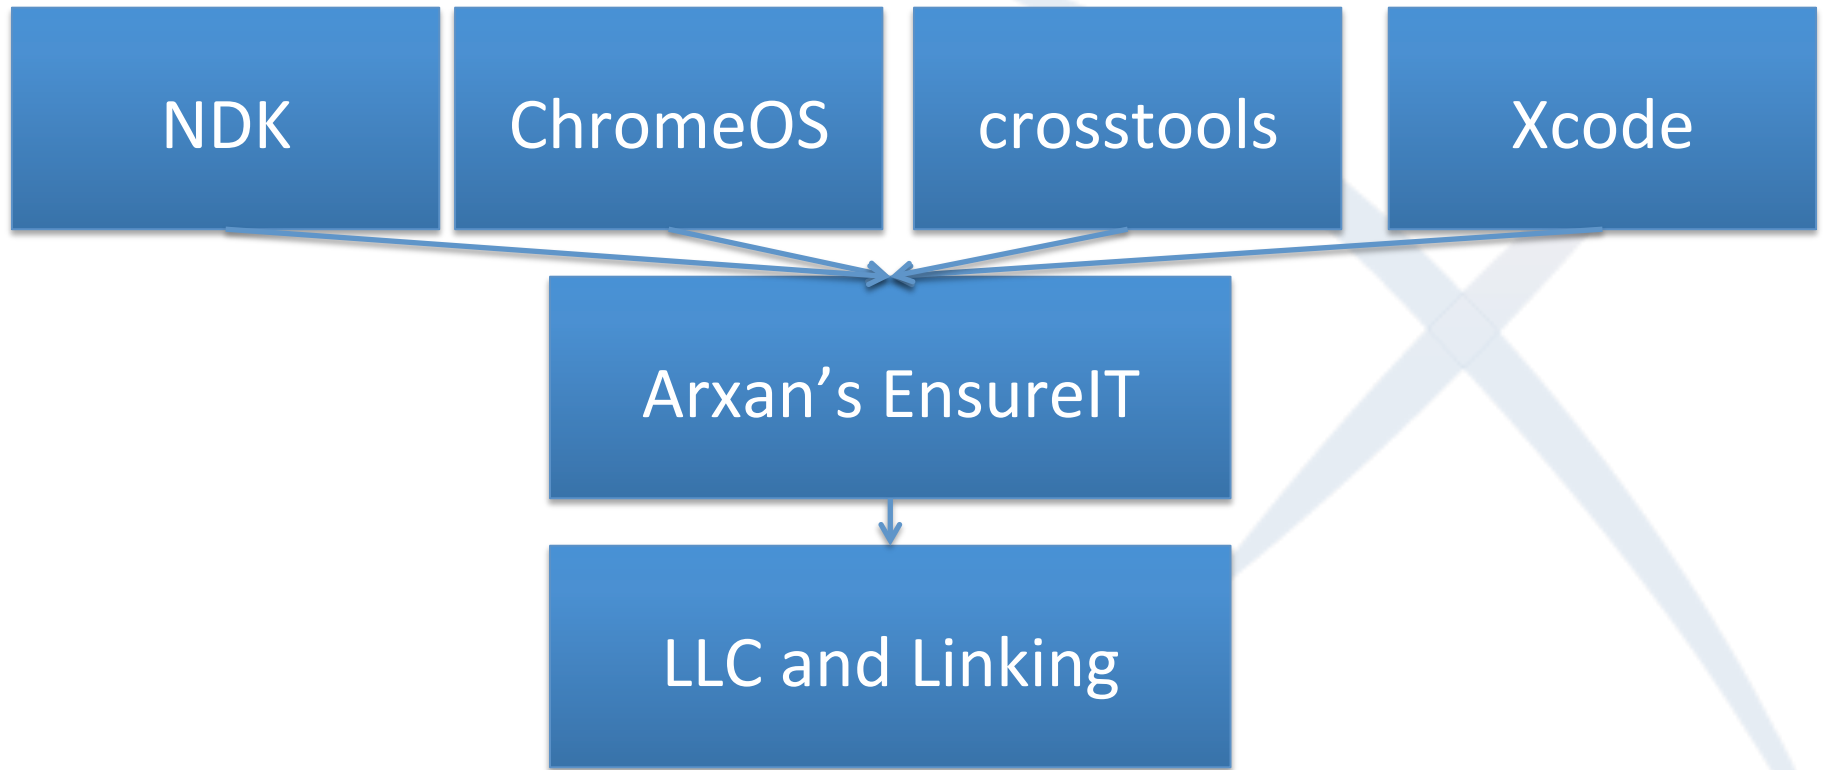 NDK
ChromeOS
crosstools
Xcode
Arxan’s EnsureIT
LLC and Linking